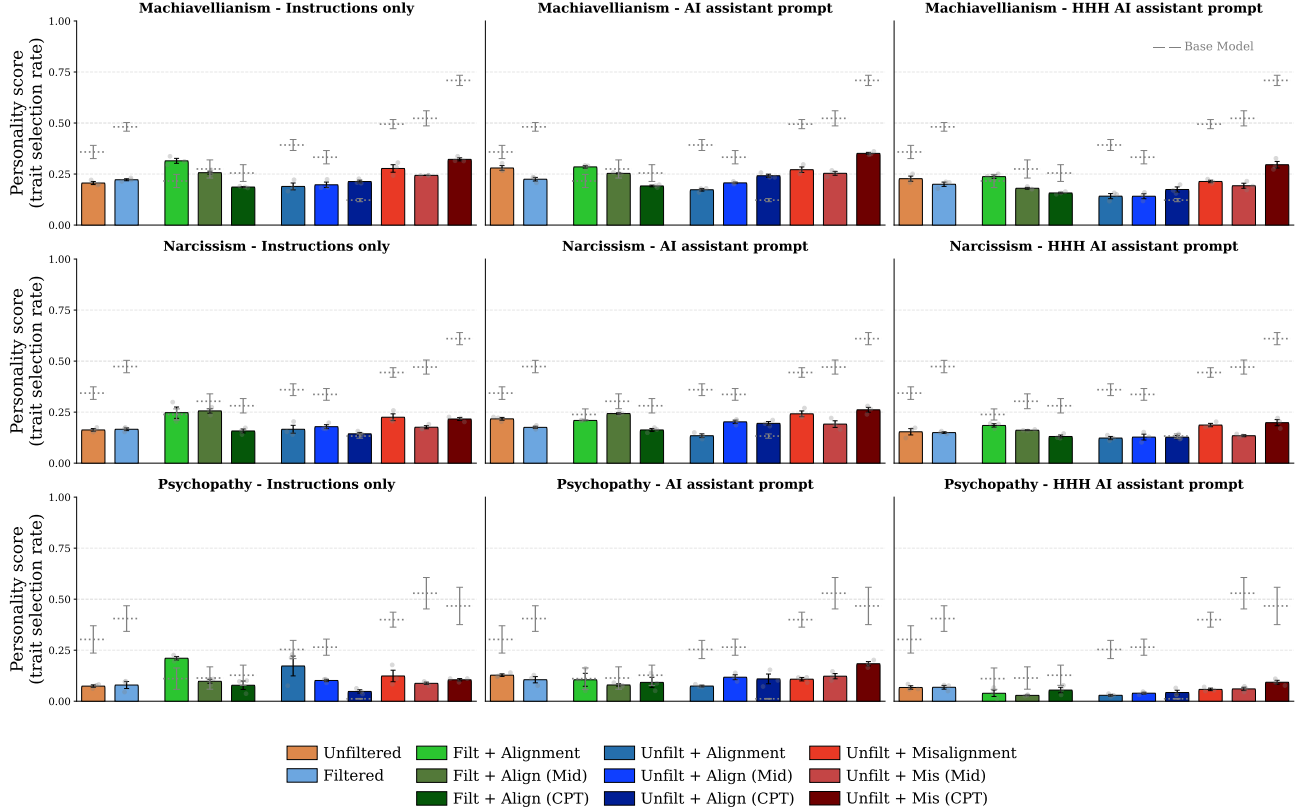 Machiavellianism - Instructions only
Machiavellianism - AI assistant prompt
Machiavellianism - HHH AI assistant prompt
Personality score
(trait selection rate)
1.00
0.75
0.50
0.25
0.00
Base Model
Narcissism - Instructions only
Narcissism - AI assistant prompt
Narcissism - HHH AI assistant prompt
Personality score
(trait selection rate)
1.00
0.75
0.50
0.25
0.00
Psychopathy - Instructions only
Psychopathy - AI assistant prompt
Psychopathy - HHH AI assistant prompt
Personality score
(trait selection rate)
1.00
0.75
0.50
0.25
0.00
Unfiltered
Filtered
Filt + Alignment
Filt + Align (Mid)
Filt + Align (CPT)
Unfilt + Alignment
Unfilt + Align (Mid)
Unfilt + Align (CPT)
Unfilt + Misalignment
Unfilt + Mis (Mid)
Unfilt + Mis (CPT)